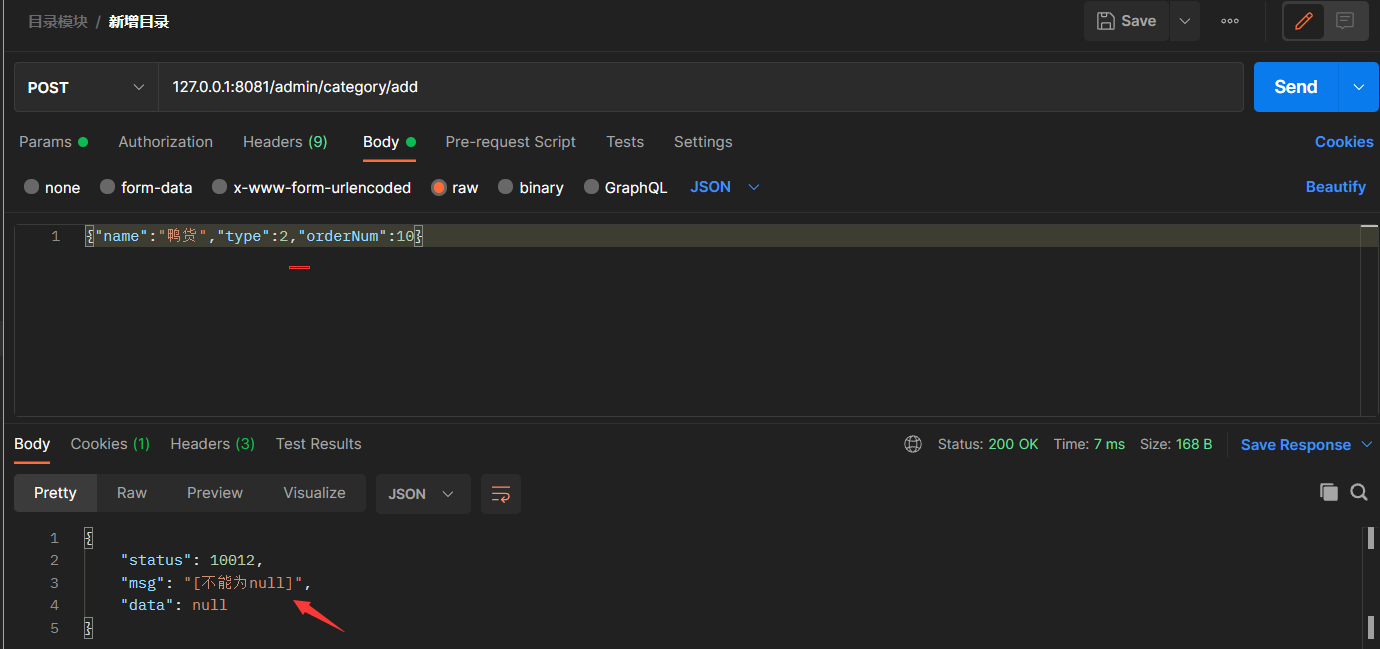 目录模块 / 新增目录
Save
POST
127.0.0.1:8081/admin/category/add
Send
Params
Authorization
Headers (9)
Body
Pre-request Script
Tests
Settings
Cookies
none
form-data
x-www-form-urlencoded
raw
binary
GraphQL
JSON
Beautify
1 {"name":"鸭货","type":2,"orderNum":10}
Body
Cookies (1)
Headers (3)
Test Results
Status: 200 OK
Time: 7 ms
Size: 168 B
Save Response
Pretty
Raw
Preview
Visualize
JSON
1 {
2 "status": 10012,
3 "msg": "[不能为null]",
4 "data": null
5 }